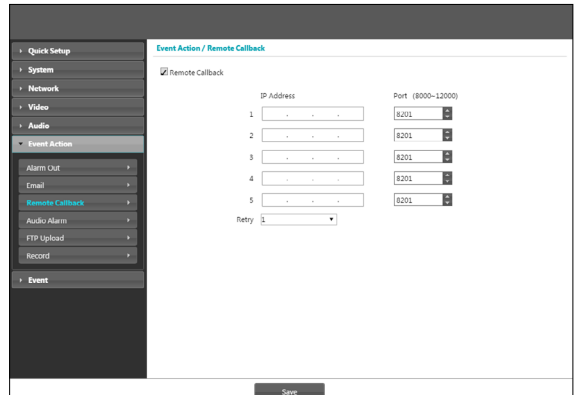 Quick Setup
System
Network
Video
Audio
Event Action
Alarm Out
Email
Remote Callback
Audio Alarm
FTP Upload
Record
Event
Event Action / Remote Callback
Remote Callback
IP Address Port (8000~12000)
1 . . . 8201
2 . . . 8201
3 . . . 8201
4 . . . 8201
5 . . . 8201
Retry 1
Save